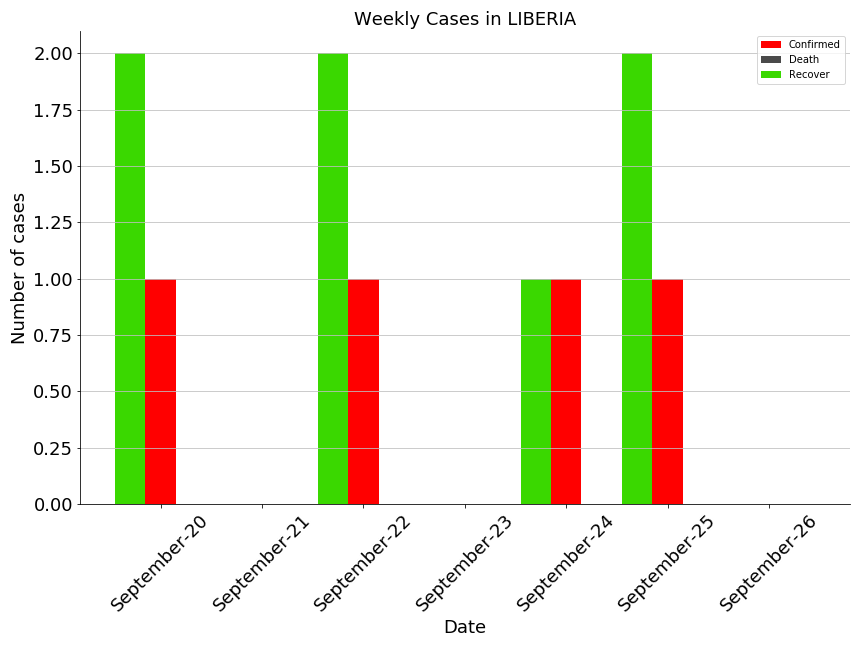 Weekly Cases in LIBERIA
Confirmed
Death
Recover
Number of cases
2.00
1.75
1.50
1.25
1.00
0.75
0.50
0.25
0.00
September-20
September-21
September-22
September-23
September-24
September-25
September-26
Date